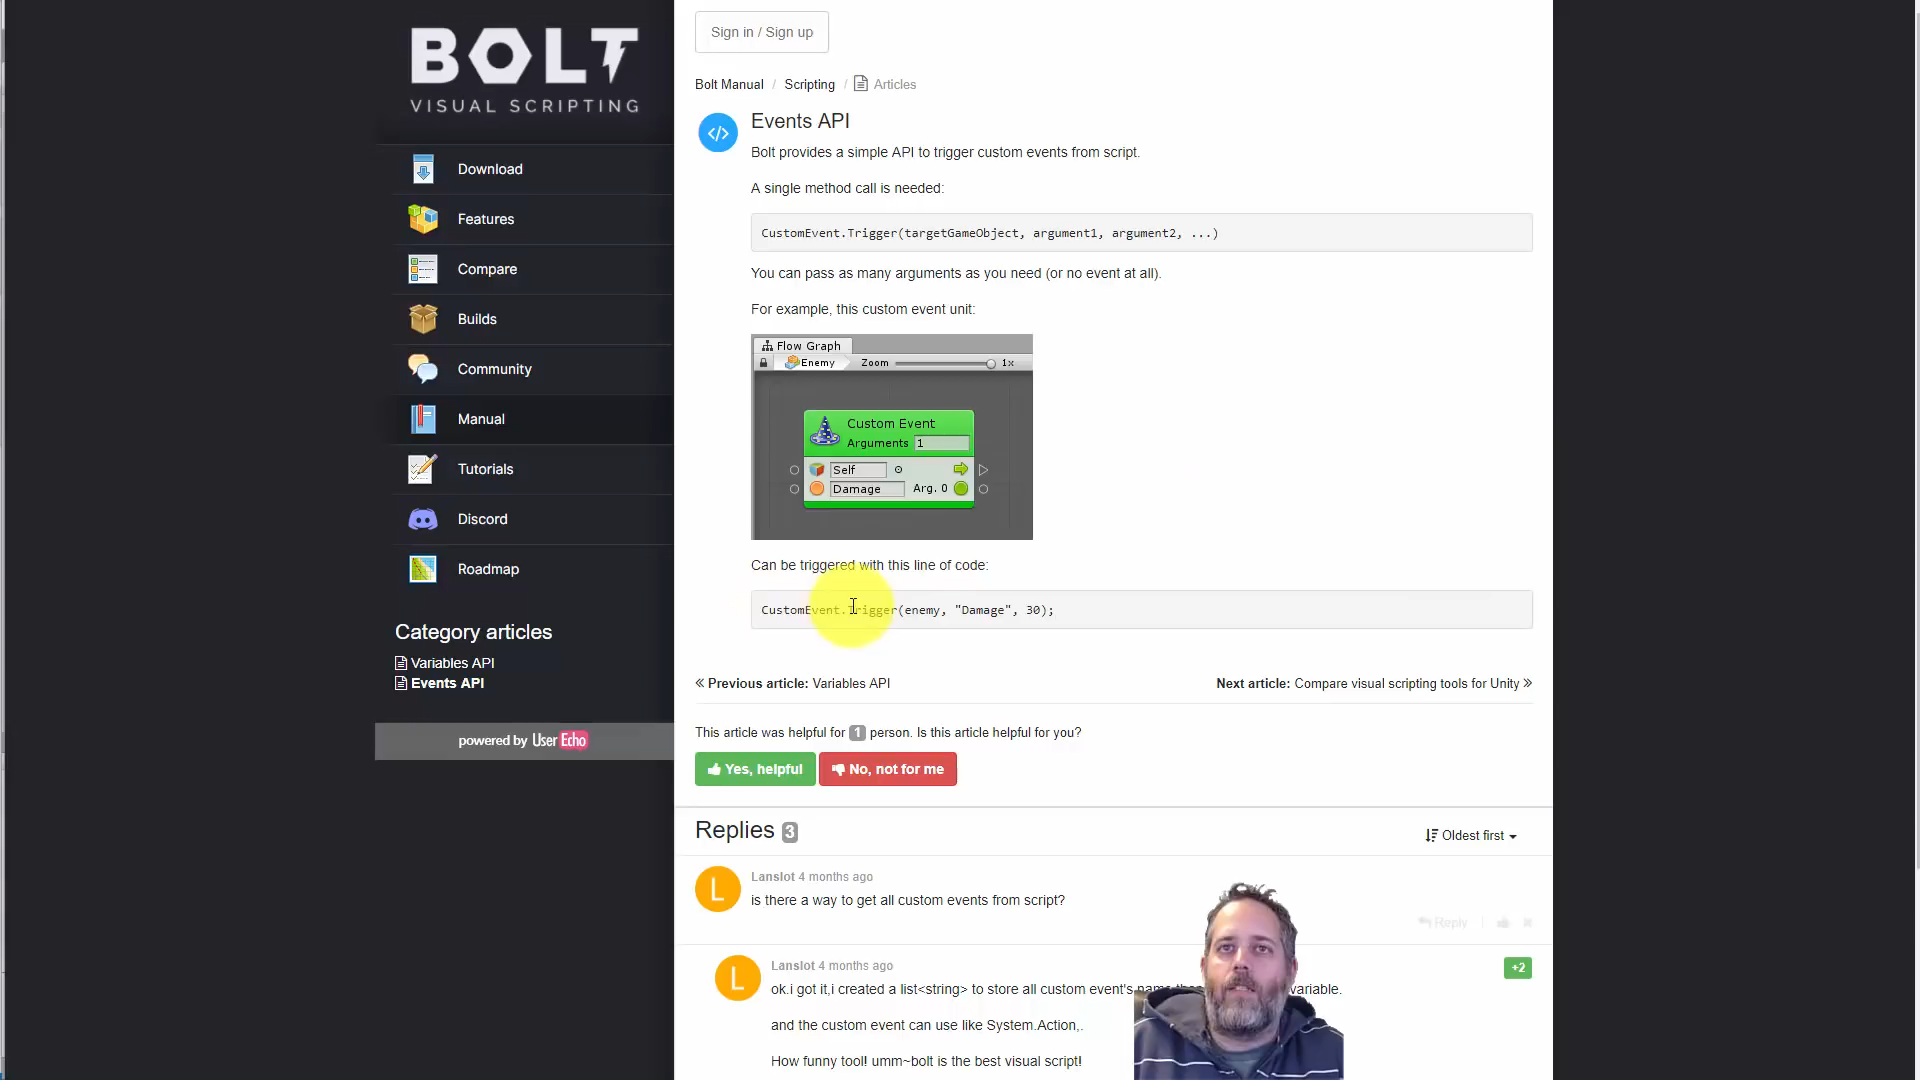 BOLT
VISUAL SCRIPTING
Download
Features
Compare
Builds
Community
Manual
Tutorials
Discord
Roadmap
Category articles
Variables API
Events API
powered by UserEcho
Sign in / Sign up
Bolt Manual / Scripting / Articles
Events API
Bolt provides a simple API to trigger custom events from script.
A single method call is needed:
CustomEvent.Trigger(targetGameObject, argument1, argument2, ...)
You can pass as many arguments as you need (or no event at all).
For example, this custom event unit:
Flow Graph
Enemy Zoom 1x
Custom Event
Arguments 1
Self
Damage Arg. 0
Can be triggered with this line of code:
CustomEvent.Trigger(enemy, "Damage", 30);
« Previous article: Variables API
Next article: Compare visual scripting tools for Unity »
This article was helpful for 1 person. Is this article helpful for you?
Yes, helpful
No, not for me
Replies 3
Oldest first
L
Lanslot 4 months ago
is there a way to get all custom events from script?
Reply
L
Lanslot 4 months ago
+2
ok.i got it,i created a list<string> to store all custom event's variable.
and the custom event can use like System.Action,.
How funny tool! umm~bolt is the best visual script!